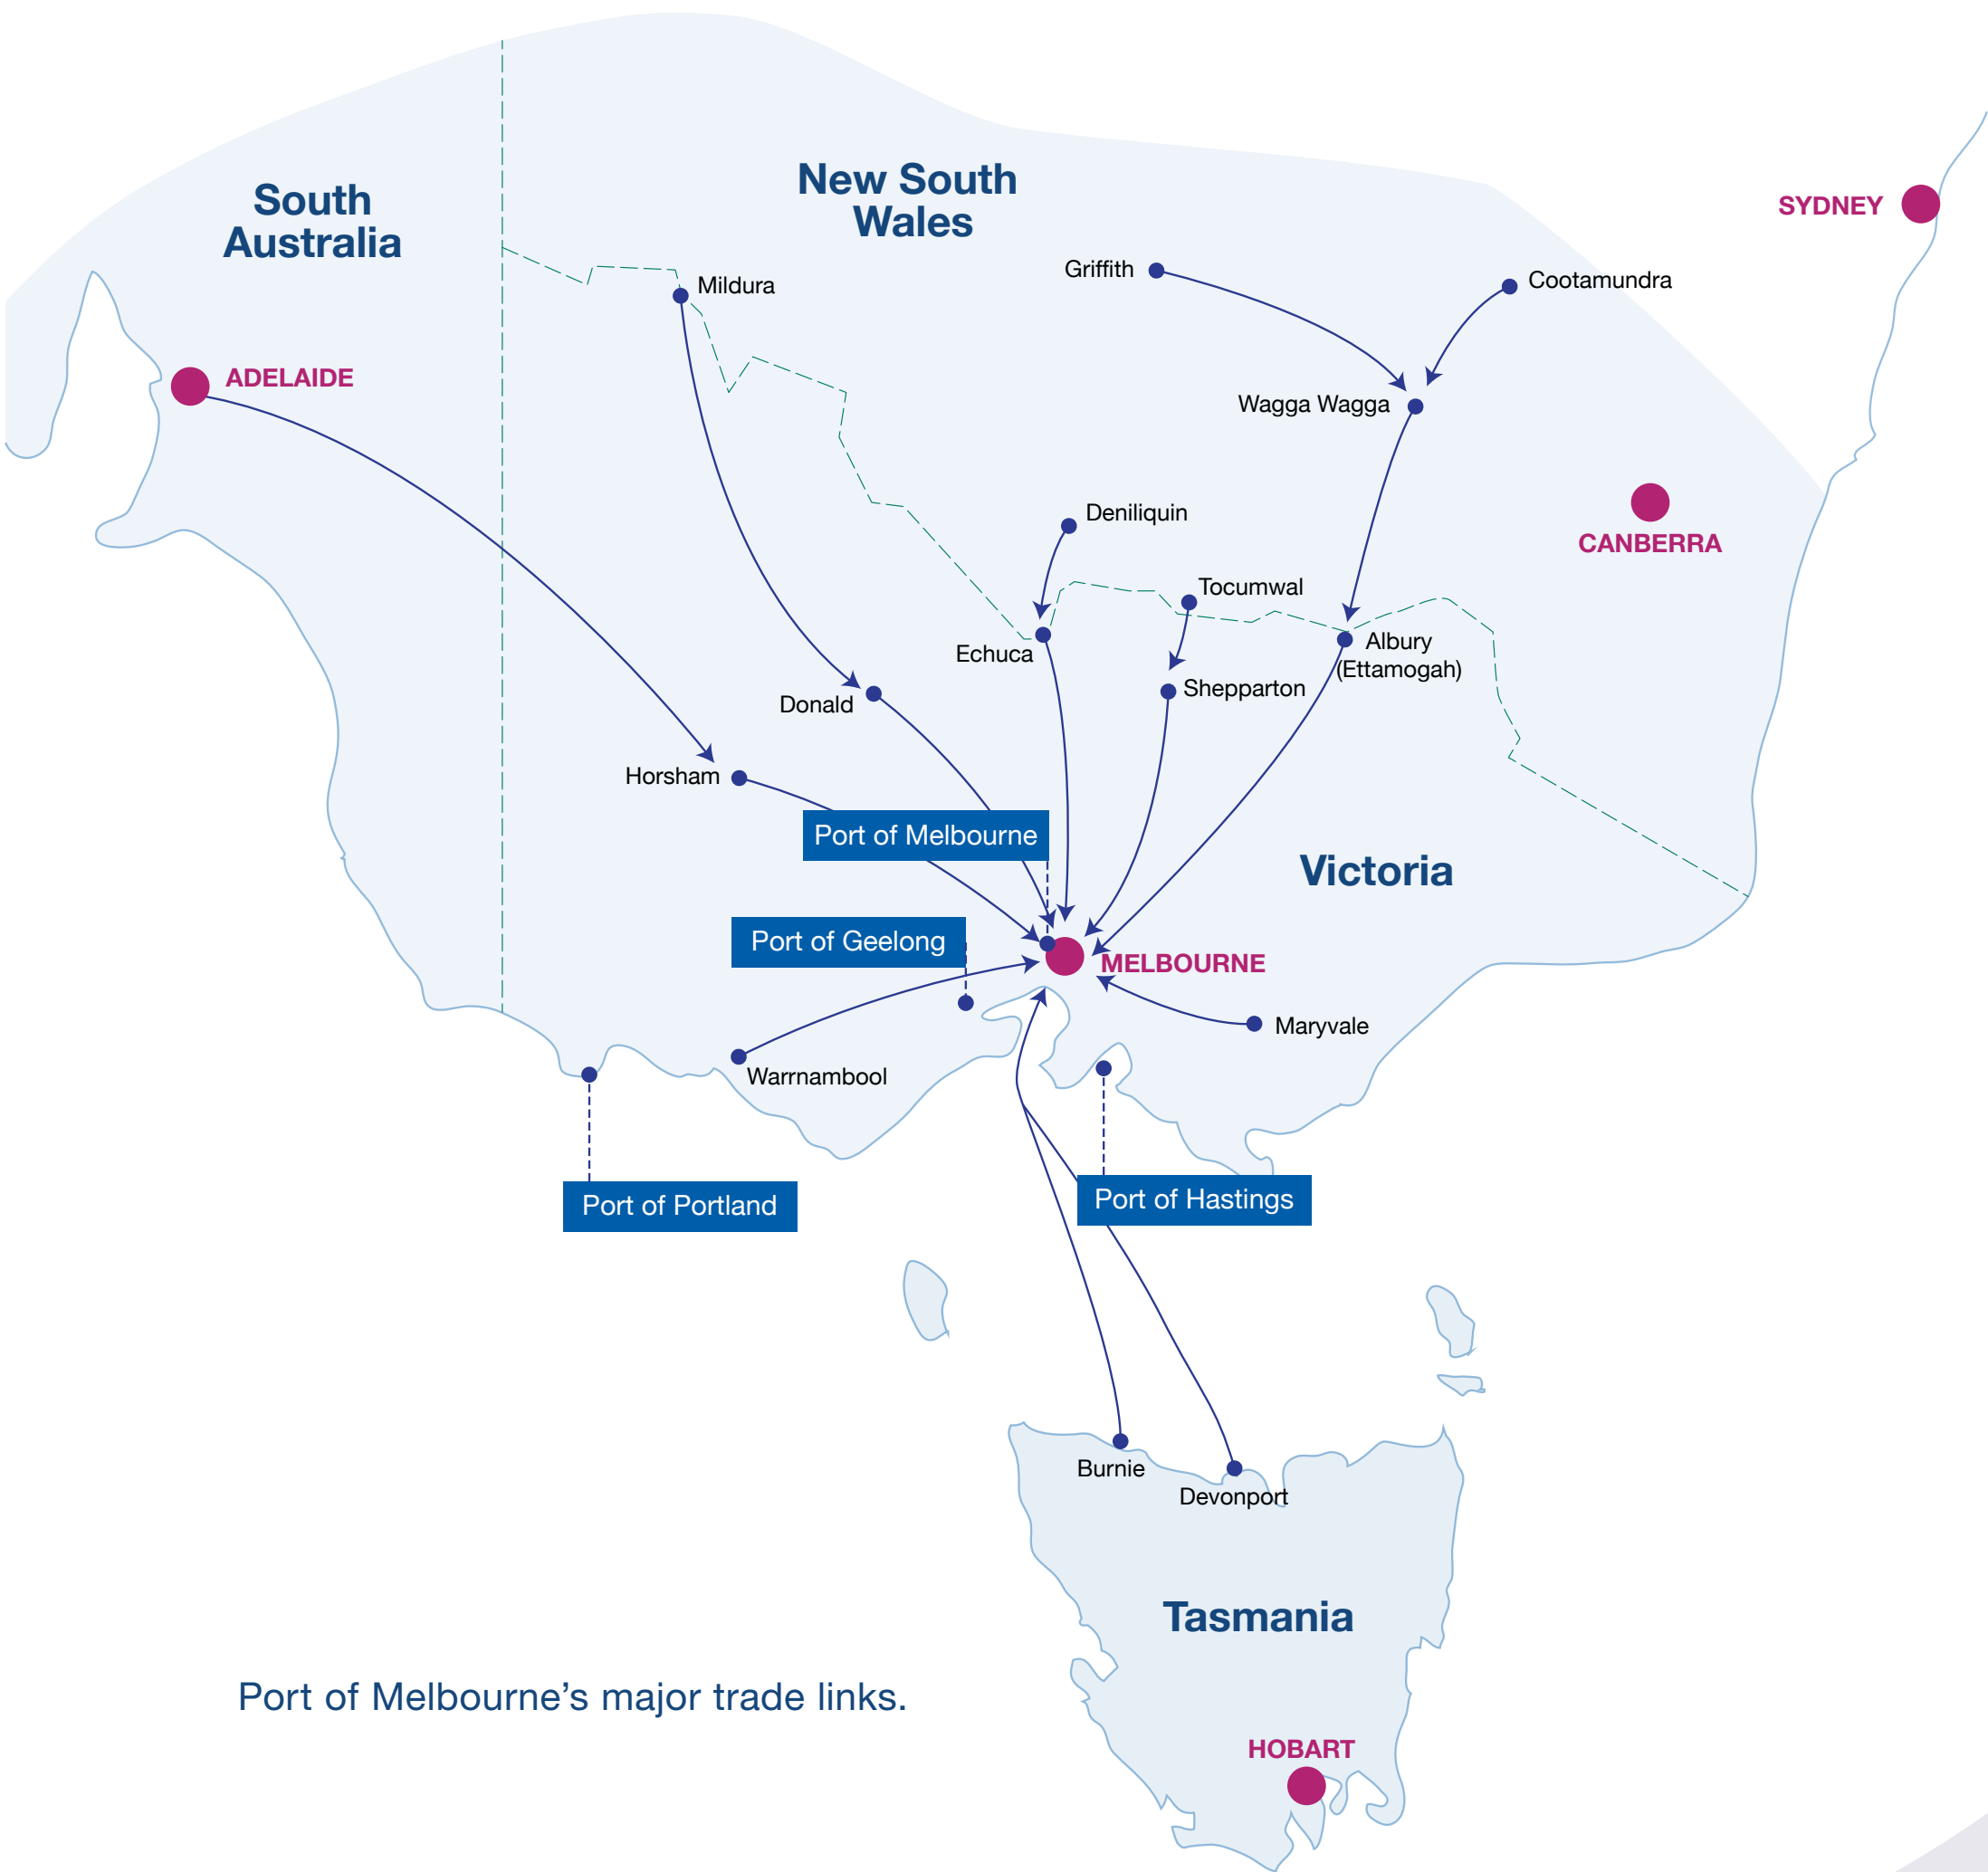 South
Australia
New South
Wales
SYDNEY
Griffith
Cootamundra
Mildura
ADELAIDE
Wagga Wagga
Deniliquin
CANBERRA
Tocumwal
Echuca
Albury
(Ettamogah)
Shepparton
Donald
Horsham
Port of Melbourne
Victoria
Port of Geelong
MELBOURNE
Maryvale
Warrnambool
Port of Portland
Port of Hastings
Burnie
Devonport
Tasmania
Port of Melbourne’s major trade links.
HOBART